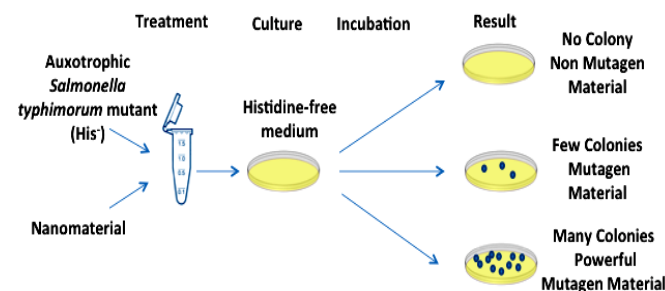 Treatment
Culture
Incubation
Result
Auxotrophic
Salmonella
typhimorum mutant
(His-)
Nanomaterial
Histidine-free
medium
No Colony
Non Mutagen
Material
Few Colonies
Mutagen
Material
Many Colonies
Powerful
Mutagen Material